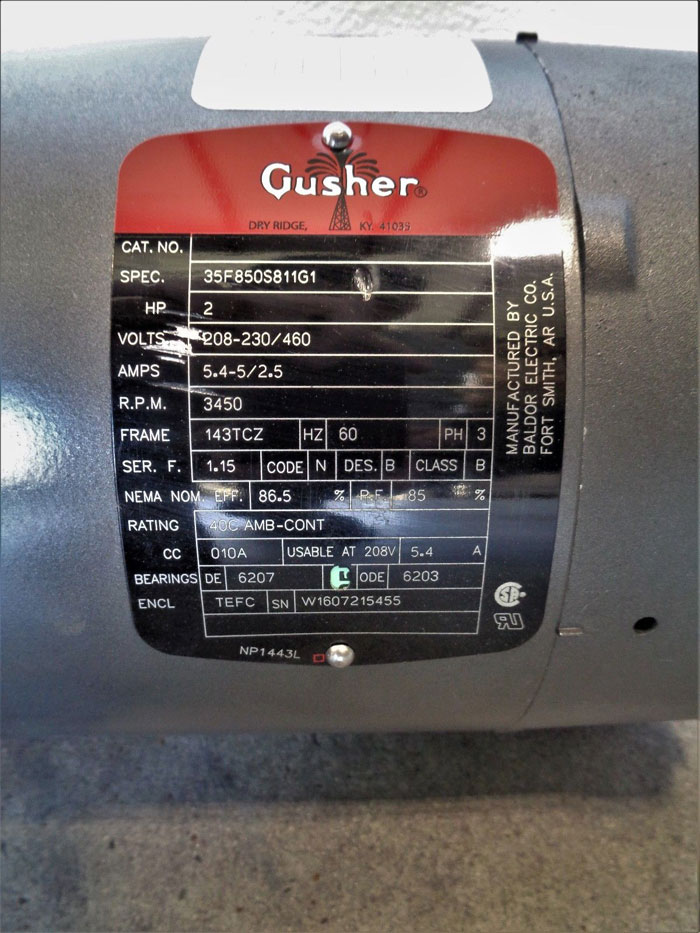 Gusher®
DRY RIDGE, KY. 41035
CAT. NO.
SPEC. 35F850S811G1
HP 2
VOLTS 208-230/460
AMPS 5.4-5/2.5
R.P.M. 3450
FRAME 143TCZ HZ 60 PH 3
SER. F. 1.15 CODE N DES. B CLASS B
NEMA NOM. EFF. 86.5 % P.F. 85 %
RATING 40C AMB-CONT
CC 010A USABLE AT 208V 5.4 A
BEARINGS DE 6207 ODE 6203
ENCL TEFC SN W1607215455
NP1443L
MANUFACTURED BY
BALDOR ELECTRIC CO.
FORT SMITH, AR U.S.A.